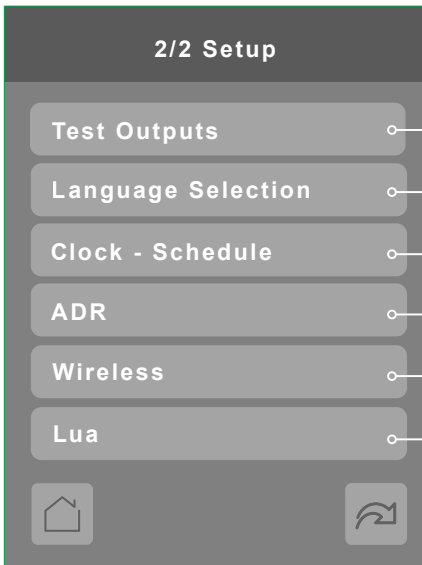 2/2 Setup
Test Outputs
Language Selection
Clock - Schedule
ADR
Wireless
Lua